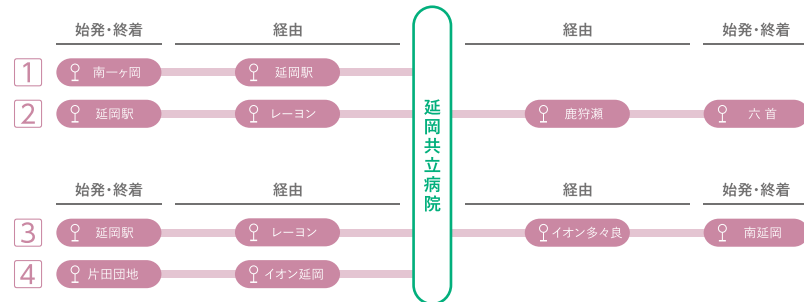 始発・終着 経由 経由 始発・終着
1 南一ヶ岡 延岡駅
2 延岡駅 レーヨン 鹿狩瀬 六首
延岡共立病院
始発・終着 経由 経由 始発・終着
3 延岡駅 レーヨン イオン多々良 南延岡
4 片田団地 イオン延岡